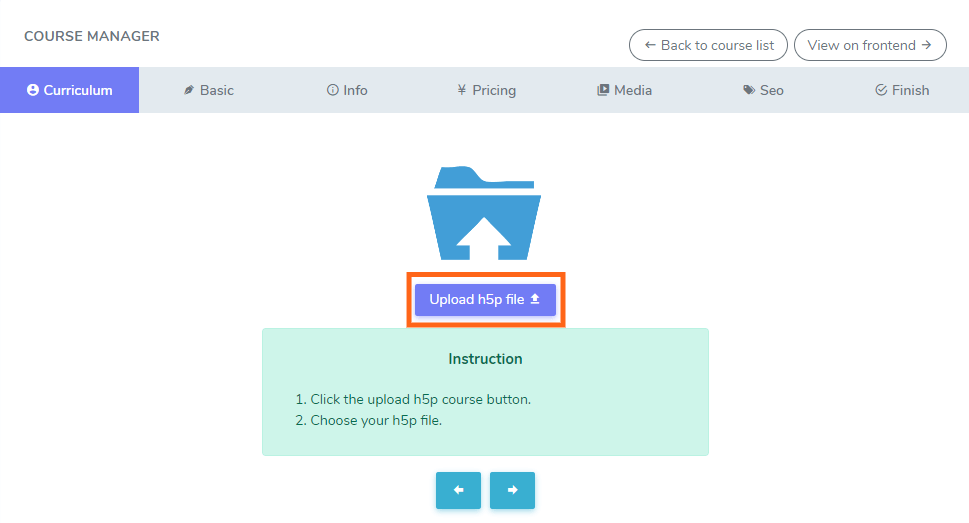 COURSE MANAGER
← Back to course list
View on frontend →
Curriculum
Basic
Info
¥ Pricing
Media
Seo
Finish
Upload h5p file
Instruction
1. Click the upload h5p course button.
2. Choose your h5p file.